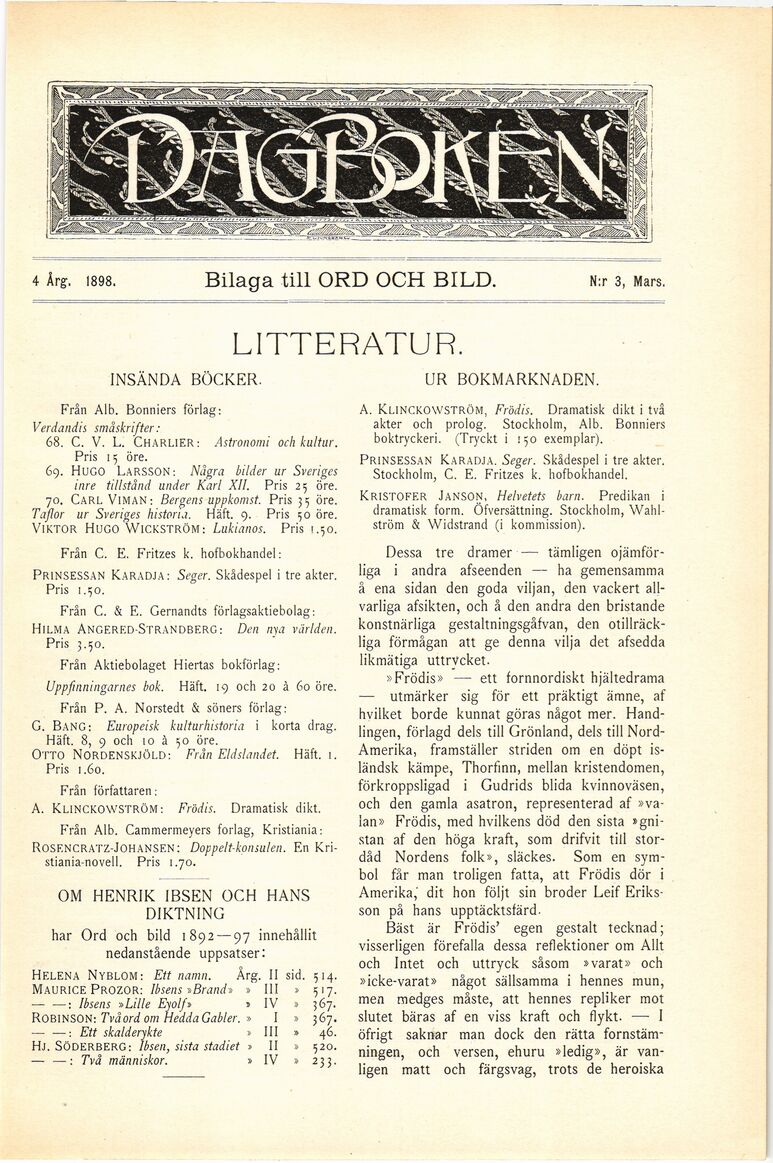 DAGBOKEN
4 Årg. 1898.
Bilaga till ORD OCH BILD.
N:r 3, Mars.
LITTERATUR.
INSÄNDA BÖCKER.
Från Alb. Bonniers förlag:
Verdandis småskrifter:
68. C. V. L. CHARLIER: Astronomi och kultur.
Pris 15 öre.
69. HUGO LARSSON: Några bilder ur Sveriges
inre tillstånd under Karl XII. Pris 25 öre.
70. CARL VIMAN: Bergens uppkomst. Pris 35 öre.
Taflor ur Sveriges historia. Häft. 9. Pris 50 öre.
VIKTOR HUGO WICKSTRÖM: Lukianos. Pris 1.50.
Från C. E. Fritzes k. hofbokhandel:
PRINSESSAN KARADJA: Seger. Skådespel i tre akter.
Pris 1.50.
Från C. & E. Gernandts förlagsaktiebolag:
HILMA ANGERED-STRANDBERG: Den nya världen.
Pris 3.50.
Från Aktiebolaget Hiertas bokförlag:
Uppfinningarnes bok. Häft. 19 och 20 à 60 öre.
Från P. A. Norstedt & söners förlag:
G. BANG: Europeisk kulturhistoria i korta drag.
Häft. 8, 9 och 10 à 50 öre.
OTTO NORDENSKJÖLD: Från Eldslandet. Häft. 1.
Pris 1.60.
Från författaren:
A. KLINCKOWSTRÖM: Frödis. Dramatisk dikt.
Från Alb. Cammermeyers forlag, Kristiania:
ROSENCRATZ-JOHANSEN: Doppelt-konsulen. En Kri-
stiania-novell. Pris 1.70.
OM HENRIK IBSEN OCH HANS
DIKTNING
har Ord och bild 1892—97 innehållit
nedanstående uppsatser:
HELENA NYBLOM: Ett namn. Årg. II sid. 514.
MAURICE PROZOR: Ibsens »Brand» » III » 517.
— —: Ibsens »Lille Eyolf» » IV » 367.
ROBINSON: Två ord om Hedda Gabler. » I » 367.
— —: Ett skalderykte » III » 46.
HJ. SÖDERBERG: Ibsen, sista stadiet » II » 520.
— —: Två människor. » IV » 233.
UR BOKMARKNADEN.
A. KLINCKOWSTRÖM, Frödis. Dramatisk dikt i två
akter och prolog. Stockholm, Alb. Bonniers
boktryckeri. (Tryckt i 150 exemplar).
PRINSESSAN KARADJA. Seger. Skådespel i tre akter.
Stockholm, C. E. Fritzes k. hofbokhandel.
KRISTOFER JANSON, Helvetets barn. Predikan i
dramatisk form. Öfversättning. Stockholm, Wahl-
ström & Widstrand (i kommission).
Dessa tre dramer — tämligen ojämför-
liga i andra afseenden — ha gemensamma
å ena sidan den goda viljan, den vackert all-
varliga afsikten, och å den andra den bristande
konstnärliga gestaltningsgåfvan, den otillräck-
liga förmågan att ge denna vilja det afsedda
likmätiga uttrycket.
»Frödis» — ett fornnordiskt hjältedrama
— utmärker sig för ett präktigt ämne, af
hvilket borde kunnat göras något mer. Hand-
lingen, förlagd dels till Grönland, dels till Nord-
Amerika, framställer striden om en döpt is-
ländsk kämpe, Thorfinn, mellan kristendomen,
förkroppsligad i Gudrids blida kvinnoväsen,
och den gamla asatron, representerad af »va-
lan» Frödis, med hvilkens död den sista »gni-
stan af den höga kraft, som drifvit till stor-
dåd Nordens folk», släckes. Som en sym-
bol får man troligen fatta, att Frödis dör i
Amerika, dit hon följt sin broder Leif Eriks-
son på hans upptäcktsfärd.
Bäst är Frödis' egen gestalt tecknad;
visserligen förefalla dessa reflektioner om Allt
och Intet och uttryck såsom »varat» och
»icke-varat» något sällsamma i hennes mun,
men medges måste, att hennes repliker mot
slutet bäras af en viss kraft och flykt. — I
öfrigt saknar man dock den rätta fornstäm-
ningen, och versen, ehuru »ledig», är van-
ligen matt och färgsvag, trots de heroiska